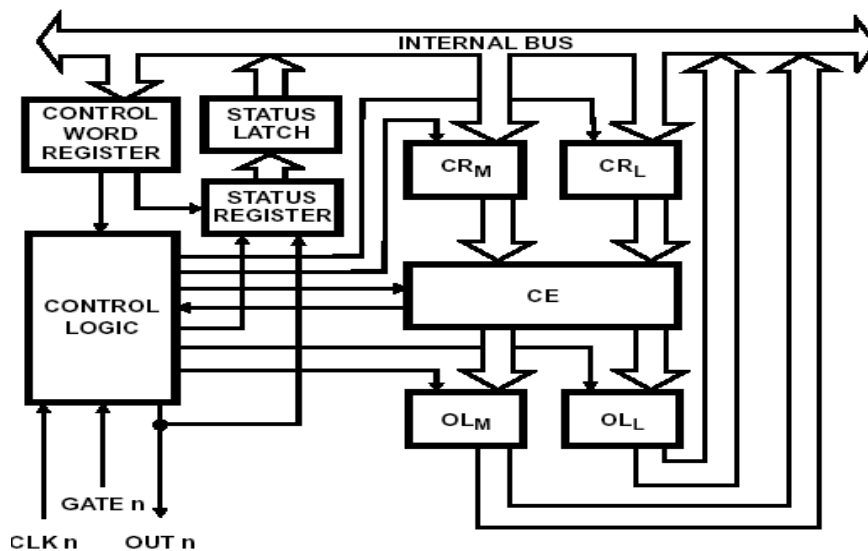 INTERNAL BUS
CONTROL
WORD
REGISTER
STATUS
LATCH
STATUS
REGISTER
CRM
CRL
CONTROL
LOGIC
CE
OLM
OLL
GATE n
CLK n
OUT n